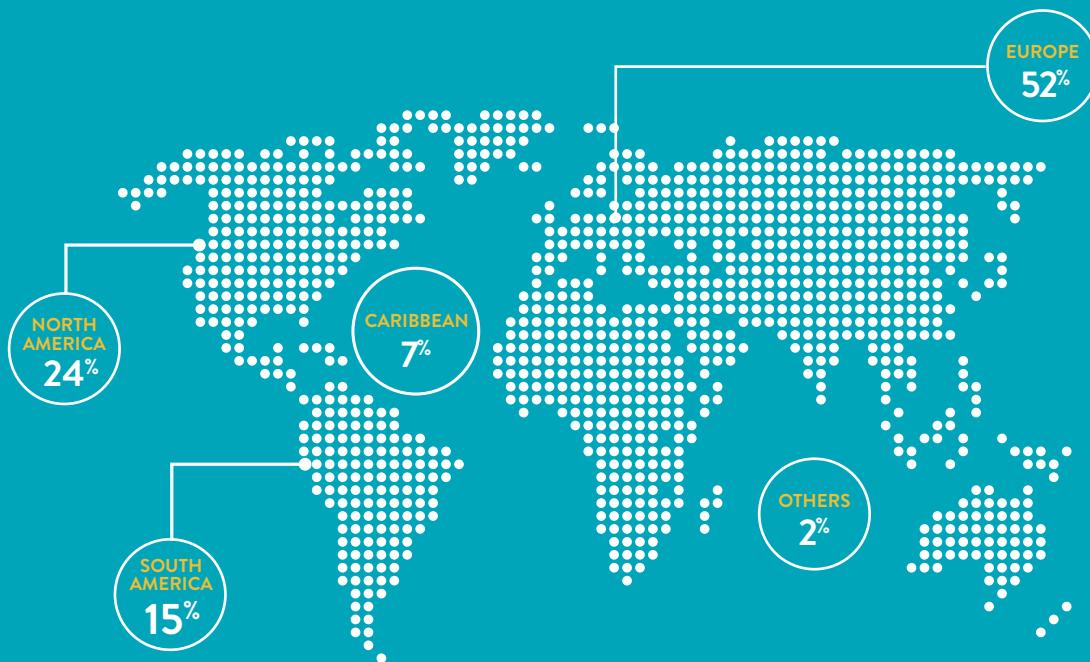 EUROPE
52%
NORTH
AMERICA
24%
CARIBBEAN
7%
OTHERS
2%
SOUTH
AMERICA
15%